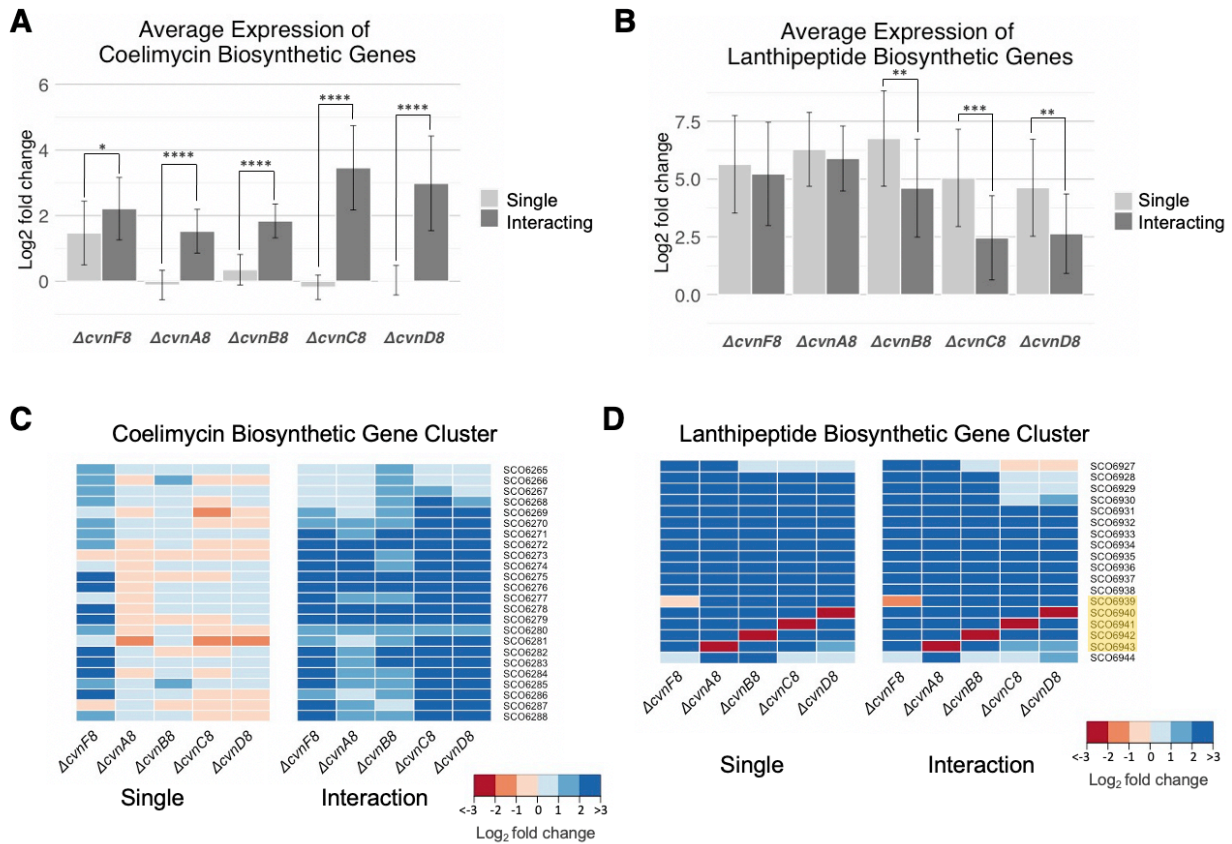 A
Average Expression of
Coelimycin Biosynthetic Genes
Log2 fold change
6
4
2
0
*
****
****
****
****
ΔcvnF8 ΔcvnA8 ΔcvnB8 ΔcvnC8 ΔcvnD8
Single
Interacting
B
Average Expression of
Lanthipeptide Biosynthetic Genes
Log2 fold change
7.5
5.0
2.5
0.0
**
***
**
ΔcvnF8 ΔcvnA8 ΔcvnB8 ΔcvnC8 ΔcvnD8
Single
Interacting
C
Coelimycin Biosynthetic Gene Cluster
SCO6265
SCO6266
SCO6267
SCO6268
SCO6269
SCO6270
SCO6271
SCO6272
SCO6273
SCO6274
SCO6275
SCO6276
SCO6277
SCO6278
SCO6279
SCO6280
SCO6281
SCO6282
SCO6283
SCO6284
SCO6285
SCO6286
SCO6287
SCO6288
ΔcvnF8 ΔcvnA8 ΔcvnB8 ΔcvnC8 ΔcvnD8
ΔcvnF8 ΔcvnA8 ΔcvnB8 ΔcvnC8 ΔcvnD8
Single
Interaction
<-3 -2 -1 0 1 2 >3
Log2 fold change
D
Lanthipeptide Biosynthetic Gene Cluster
SCO6927
SCO6928
SCO6929
SCO6930
SCO6931
SCO6932
SCO6933
SCO6934
SCO6935
SCO6936
SCO6937
SCO6938
SCO6939
SCO6940
SCO6941
SCO6942
SCO6943
SCO6944
ΔcvnF8 ΔcvnA8 ΔcvnB8 ΔcvnC8 ΔcvnD8
ΔcvnF8 ΔcvnA8 ΔcvnB8 ΔcvnC8 ΔcvnD8
Single
Interaction
<-3 -2 -1 0 1 2 >3
Log2 fold change